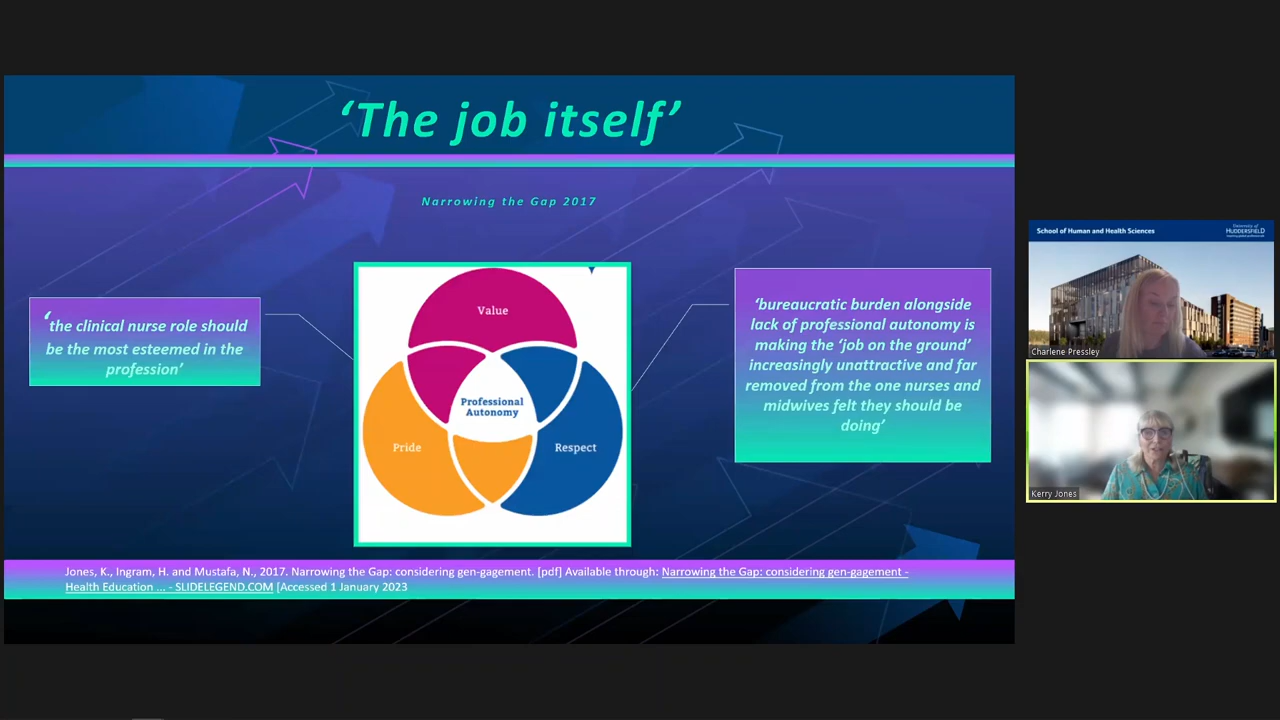 ‘The job itself’
Narrowing the Gap 2017
‘the clinical nurse role should
be the most esteemed in the
profession’
Value
Professional
Autonomy
Pride
Respect
‘bureaucratic burden alongside
lack of professional autonomy is
making the ‘job on the ground’
increasingly unattractive and far
removed from the one nurses and
midwives felt they should be
doing’
Jones, K., Ingram, H. and Mustafa, N., 2017. Narrowing the Gap: considering gen-gagement. [pdf] Available through: Narrowing the Gap: considering gen-gagement -
Health Education ... - SLIDELEGEND.COM [Accessed 1 January 2023
School of Human and Health Sciences
University of
HUDDERSFIELD
Charlene Pressley
Kerry Jones